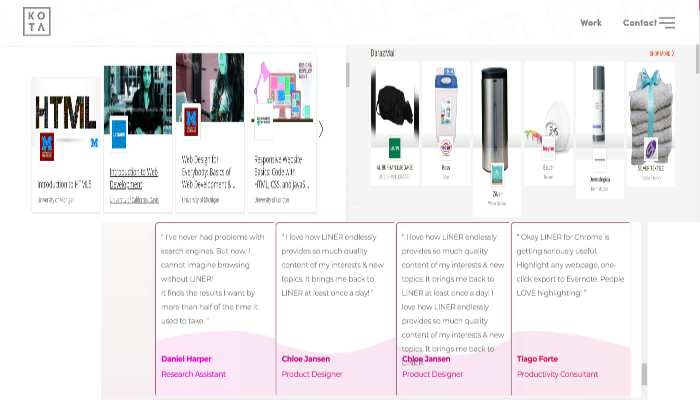 KO
TA
Work
Contact
HTML
Introduction to HTML5
University of Michigan
Introduction to Web
Development
University of California, Davis
Web Design for
Everybody: Basics of
Web Development & ...
University of Michigan
Responsive Website
Basics: Code with
HTML, CSS, and JavaS...
University of London
DarazMall
SHOP MORE
AL BURHAN LUGGAGE
Boss
Zilver
Beurer
Dermalogica
SILVER TEXTILE
" I've never had problems with
search engines. But now, I
cannot imagine browsing
without LINER!
It finds the results I want by
more than half of the time it
used to take. "
Daniel Harper
Research Assistant
" I love how LINER endlessly
provides so much quality
content of my interests & new
topics. It brings me back to
LINER at least once a day! "
Chloe Jansen
Product Designer
" I love how LINER endlessly
provides so much quality
content of my interests & new
topics. It brings me back to
LINER at least once a day! I
love how LINER endlessly
provides so much quality
content of my interests & new
topics. It brings me back to
LINER
Chloe Jansen
Product Designer
" Okay LINER for Chrome is
getting seriously useful.
Highlight any webpage, one-
click export to Evernote. People
LOVE highlighting! "
Tiago Forte
Productivity Consultant